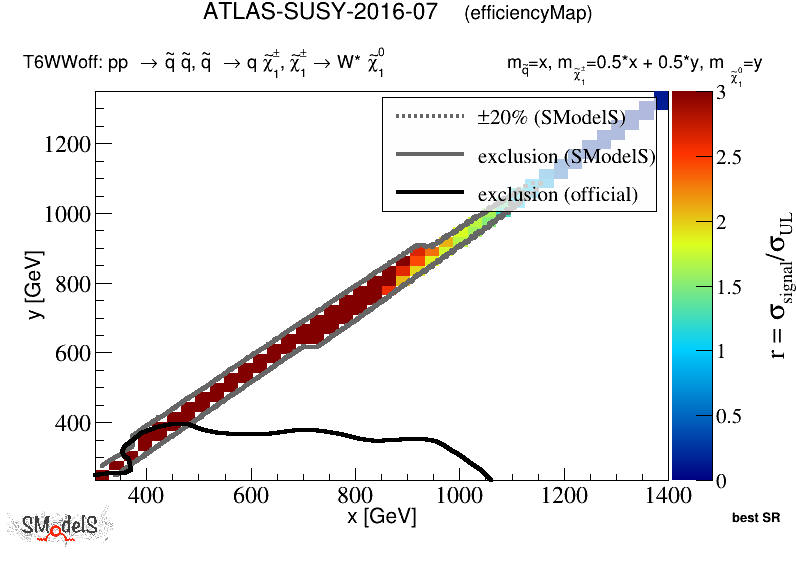 ATLAS-SUSY-2016-07 (efficiencyMap)
T6WWoff: pp → q̃ q̃, q̃ → q χ̃₁±, χ̃₁± → W* χ̃₁⁰ m_q̃=x, m_χ̃₁±=0.5*x + 0.5*y, m_χ̃₁⁰=y
±20% (SModelS)
exclusion (SModelS)
exclusion (official)
1200
1000
800
600
400
y [GeV]
400 600 800 1000 1200 1400
x [GeV]
3
2.5
2
1.5
1
0.5
0
r = σ_signal/σ_UL
SModelS
best SR